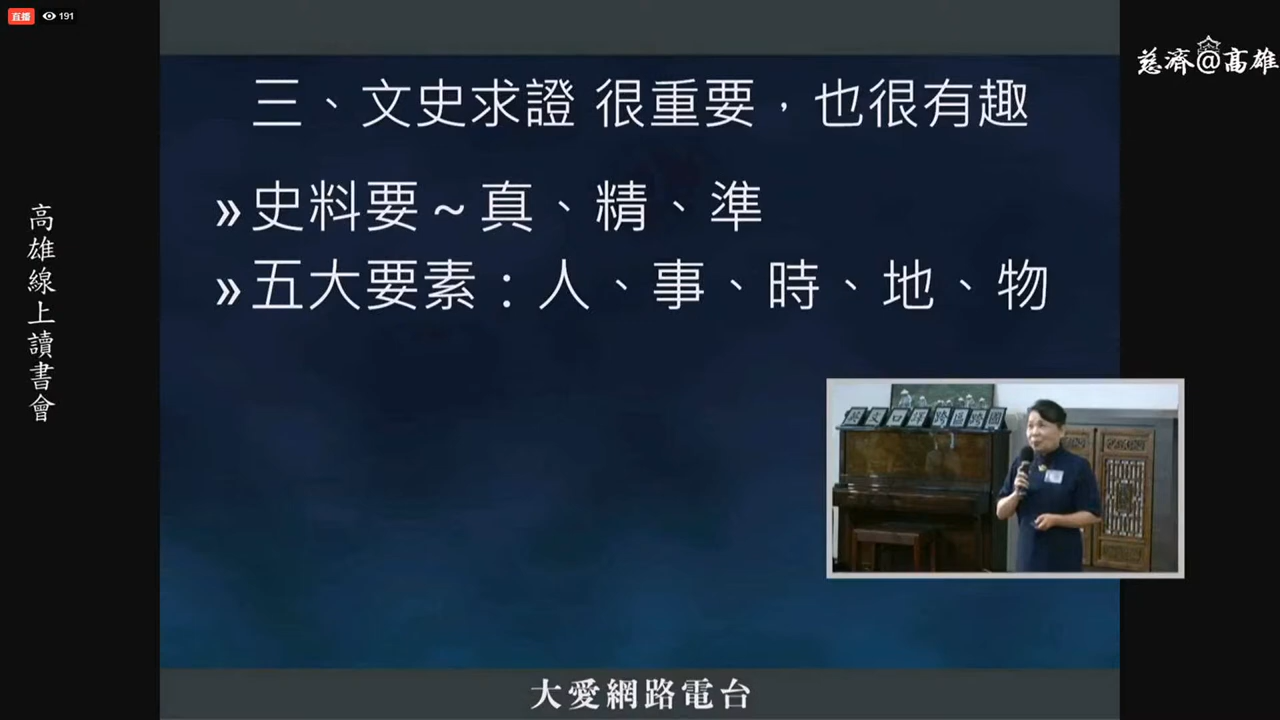 直播 191
慈濟@高雄
三、文史求證 很重要，也很有趣
»史料要~真、精、準
»五大要素：人、事、時、地、物
高雄線上讀書會
大愛網路電台